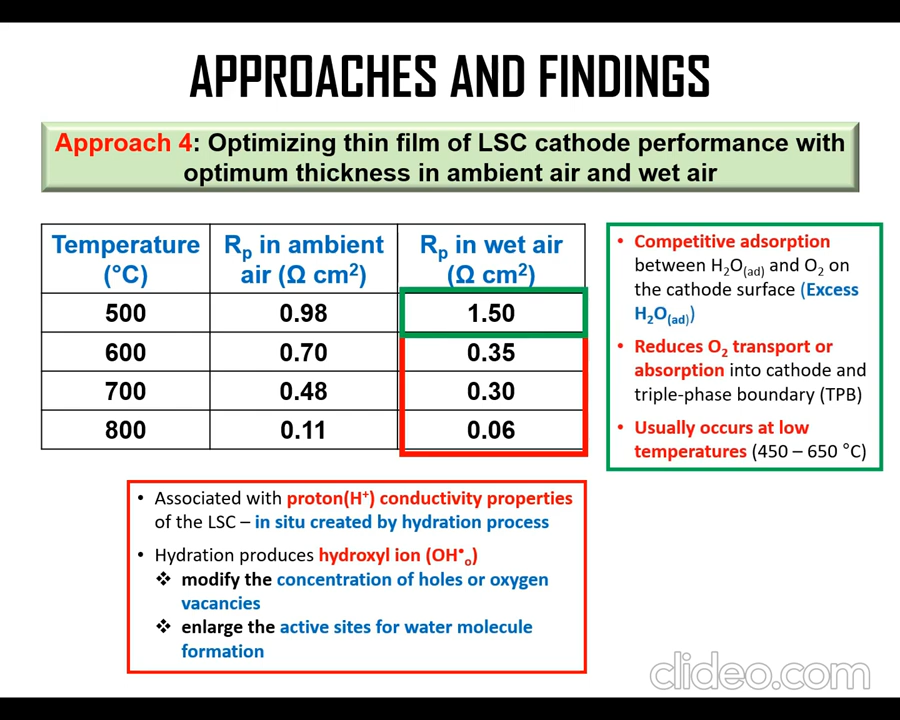 APPROACHES AND FINDINGS
Approach 4: Optimizing thin film of LSC cathode performance with
optimum thickness in ambient air and wet air
Temperature (°C) | Rp in ambient air (Ω cm²) | Rp in wet air (Ω cm²)
500 | 0.98 | 1.50
600 | 0.70 | 0.35
700 | 0.48 | 0.30
800 | 0.11 | 0.06
• Competitive adsorption
between H₂O(ad) and O₂ on
the cathode surface (Excess
H₂O(ad))
• Reduces O₂ transport or
absorption into cathode and
triple-phase boundary (TPB)
• Usually occurs at low
temperatures (450 – 650 °C)
• Associated with proton(H⁺) conductivity properties
of the LSC – in situ created by hydration process
• Hydration produces hydroxyl ion (OH•o)
❖ modify the concentration of holes or oxygen
vacancies
❖ enlarge the active sites for water molecule
formation
clideo.com